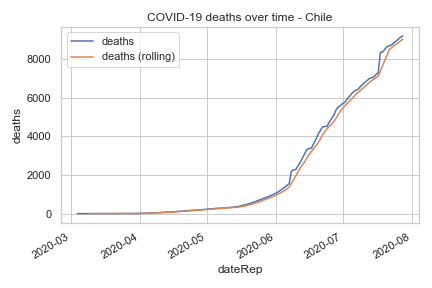 COVID-19 deaths over time - Chile
deaths
deaths (rolling)
8000
6000
4000
2000
0
deaths
2020-03
2020-04
2020-05
2020-06
2020-07
2020-08
dateRep